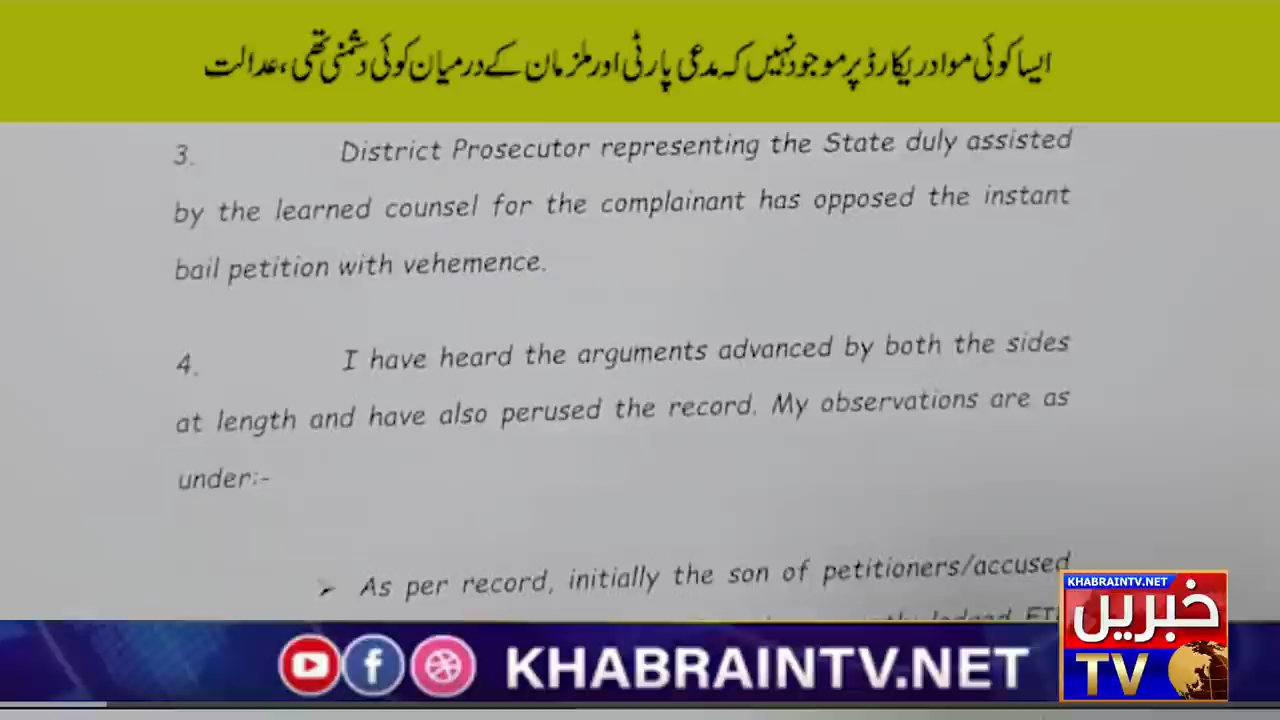 ایسا کوئی مواد ریکارڈ پر موجود نہیں کہ مدعی پارٹی اور ملزمان کے درمیان کوئی دشمنی تھی، عدالت
3. District Prosecutor representing the State duly assisted
by the learned counsel for the complainant has opposed the instant
bail petition with vehemence.
4. I have heard the arguments advanced by both the sides
at length and have also perused the record. My observations are as
under:-
➢ As per record, initially the son of petitioners/accused
lodged
KHABRAINTV.NET
KHABRAINTV.NET
خبریں
TV